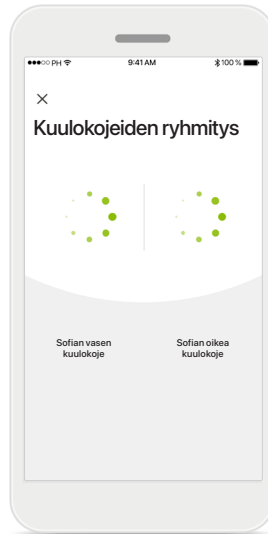 PH 9:41 AM 100 %
Kuulokojeiden ryhmitys
Sofian vasen
kuulokoje
Sofian oikea
kuulokoje